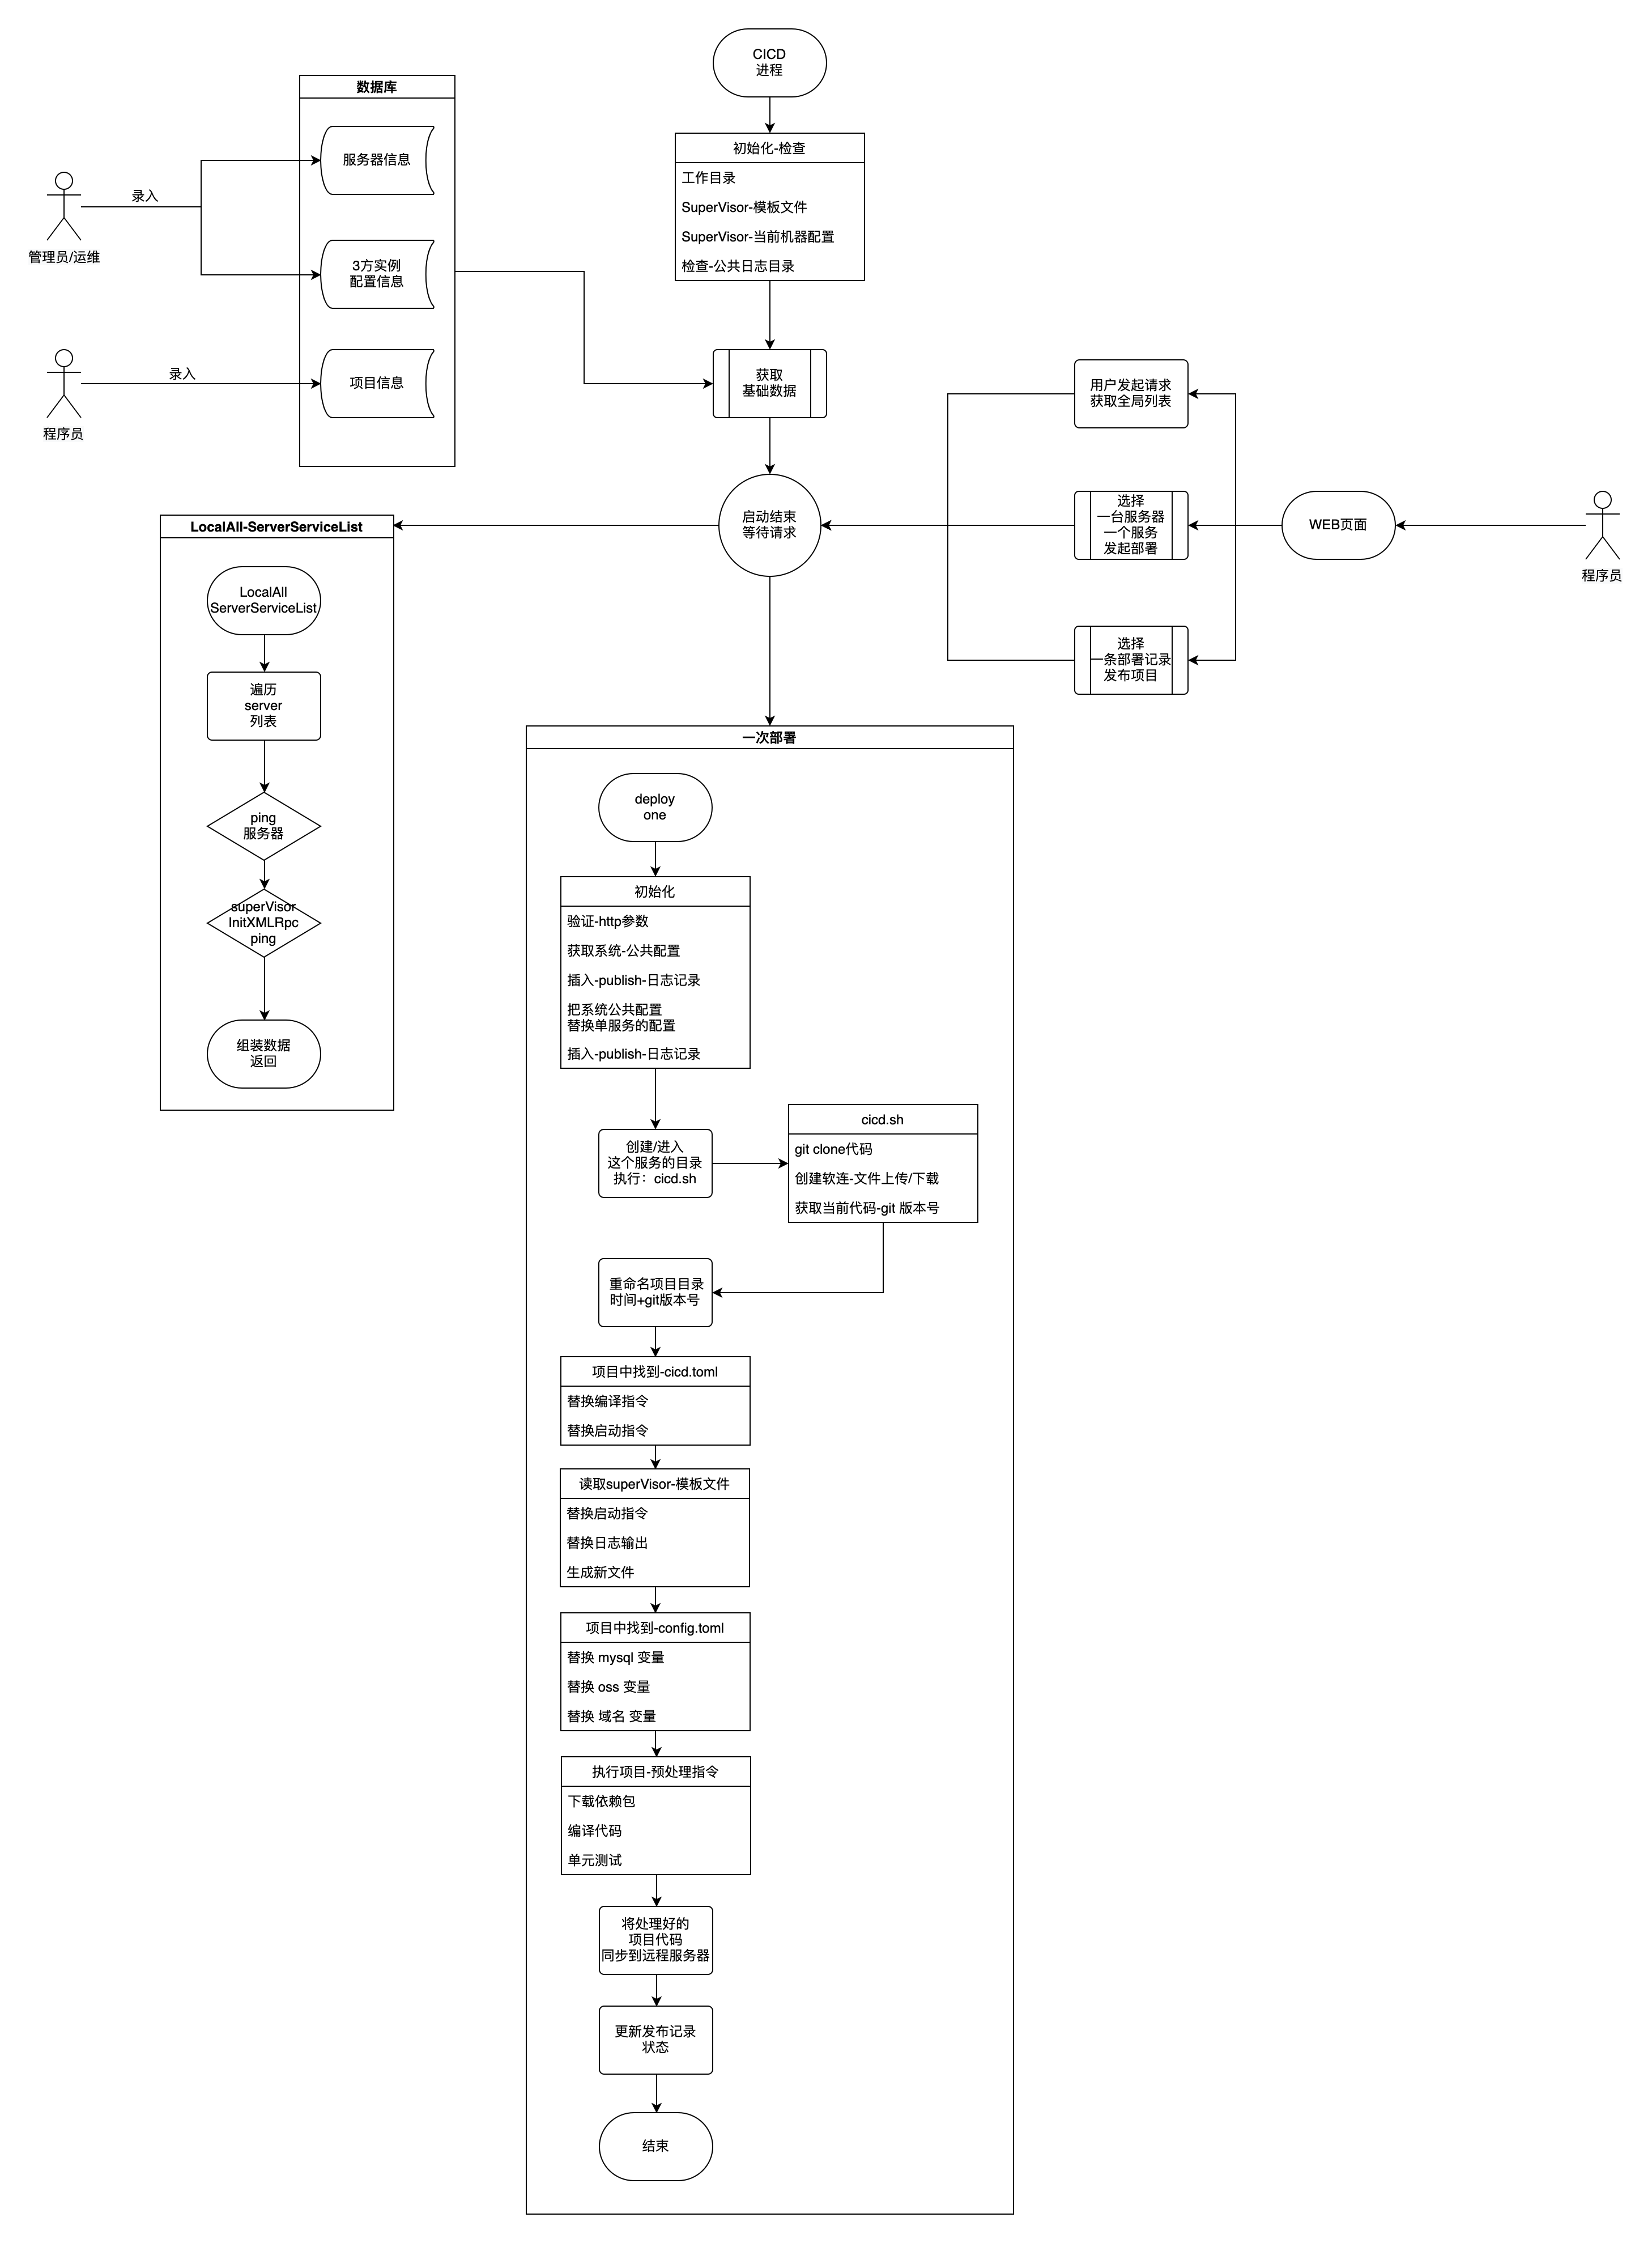 CICD
进程
数据库
服务器信息
3方实例
配置信息
项目信息
录入
管理员/运维
录入
程序员
初始化-检查
工作目录
SuperVisor-模板文件
SuperVisor-当前机器配置
检查-公共日志目录
获取
基础数据
启动结束
等待请求
用户发起请求
获取全局列表
选择
一台服务器
一个服务
发起部署
选择
一条部署记录
发布项目
WEB页面
程序员
LocalAll-ServerServiceList
LocalAll
ServerServiceList
遍历
server
列表
ping
服务器
superVisor
InitXMLRpc
ping
组装数据
返回
一次部署
deploy
one
初始化
验证-http参数
获取系统-公共配置
插入-publish-日志记录
把系统公共配置
替换单服务的配置
插入-publish-日志记录
创建/进入
这个服务的目录
执行：cicd.sh
cicd.sh
git clone代码
创建软连-文件上传/下载
获取当前代码-git 版本号
重命名项目目录
时间+git版本号
项目中找到-cicd.toml
替换编译指令
替换启动指令
读取superVisor-模板文件
替换启动指令
替换日志输出
生成新文件
项目中找到-config.toml
替换 mysql 变量
替换 oss 变量
替换 域名 变量
执行项目-预处理指令
下载依赖包
编译代码
单元测试
将处理好的
项目代码
同步到远程服务器
更新发布记录
状态
结束